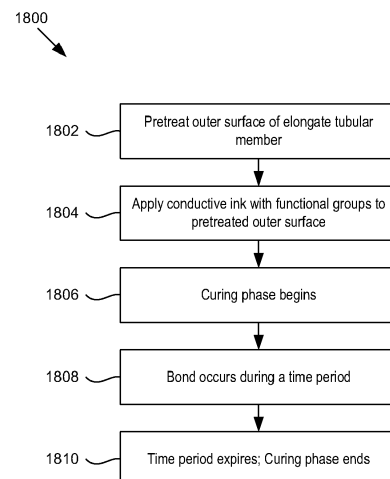 1800
1802
Pretreat outer surface of elongate tubular
member
1804
Apply conductive ink with functional groups to
pretreated outer surface
1806
Curing phase begins
1808
Bond occurs during a time period
1810
Time period expires; Curing phase ends